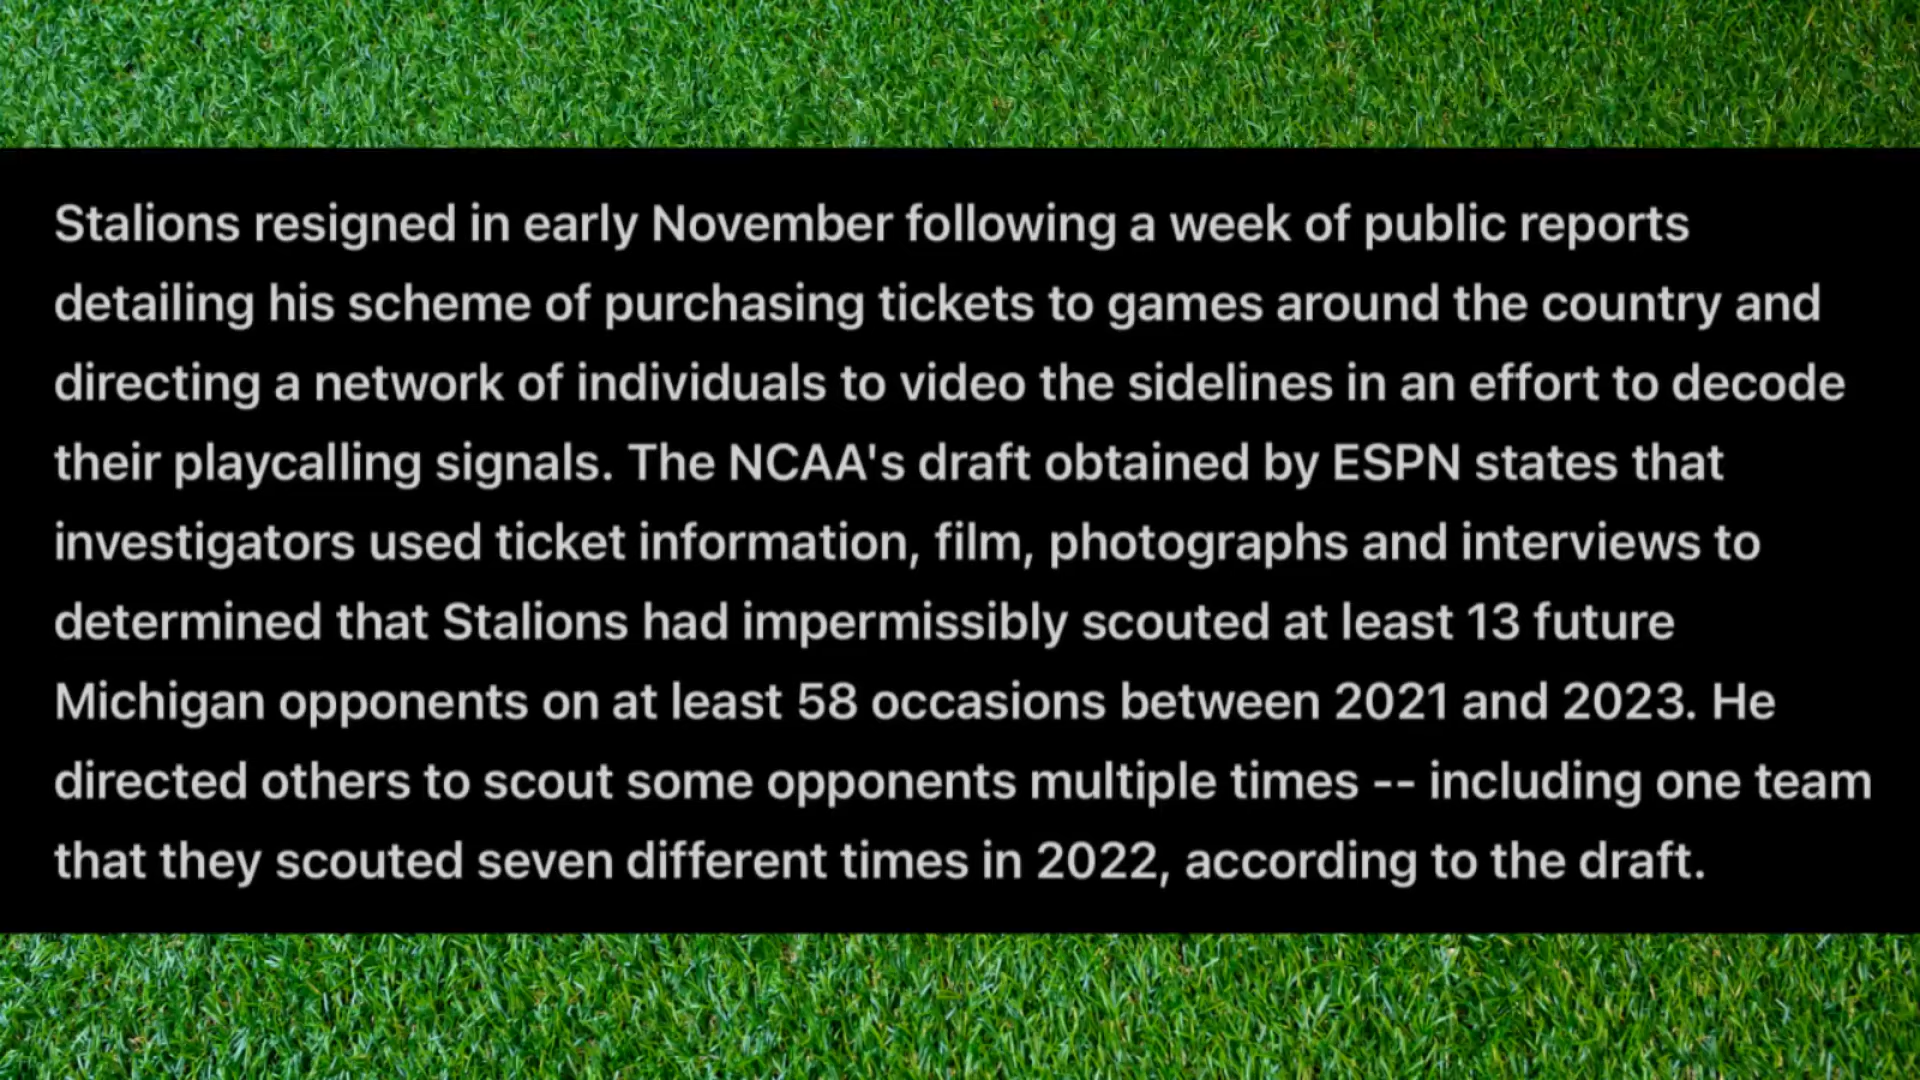 Stalions resigned in early November following a week of public reports
detailing his scheme of purchasing tickets to games around the country and
directing a network of individuals to video the sidelines in an effort to decode
their playcalling signals. The NCAA's draft obtained by ESPN states that
investigators used ticket information, film, photographs and interviews to
determined that Stalions had impermissibly scouted at least 13 future
Michigan opponents on at least 58 occasions between 2021 and 2023. He
directed others to scout some opponents multiple times -- including one team
that they scouted seven different times in 2022, according to the draft.